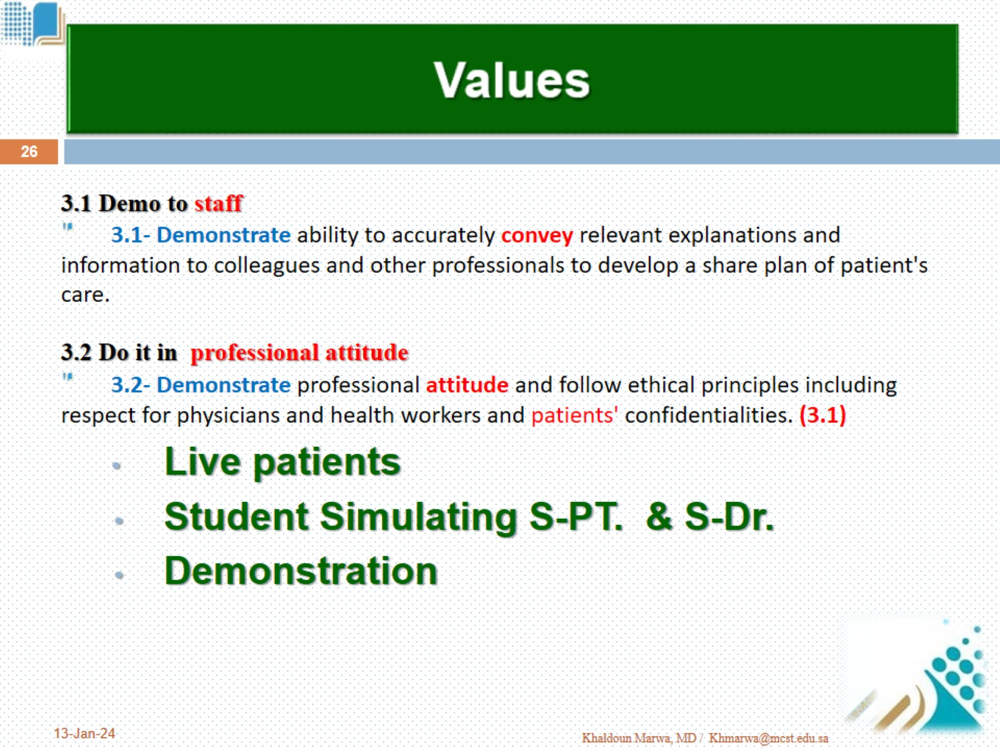 Values
26
3.1 Demo to staff
" 3.1- Demonstrate ability to accurately convey relevant explanations and
information to colleagues and other professionals to develop a share plan of patient's
care.
3.2 Do it in professional attitude
" 3.2- Demonstrate professional attitude and follow ethical principles including
respect for physicians and health workers and patients' confidentialities. (3.1)
• Live patients
• Student Simulating S-PT. & S-Dr.
• Demonstration
13-Jan-24
Khaldoun Marwa, MD / Khmarwa@mcst.edu.sa